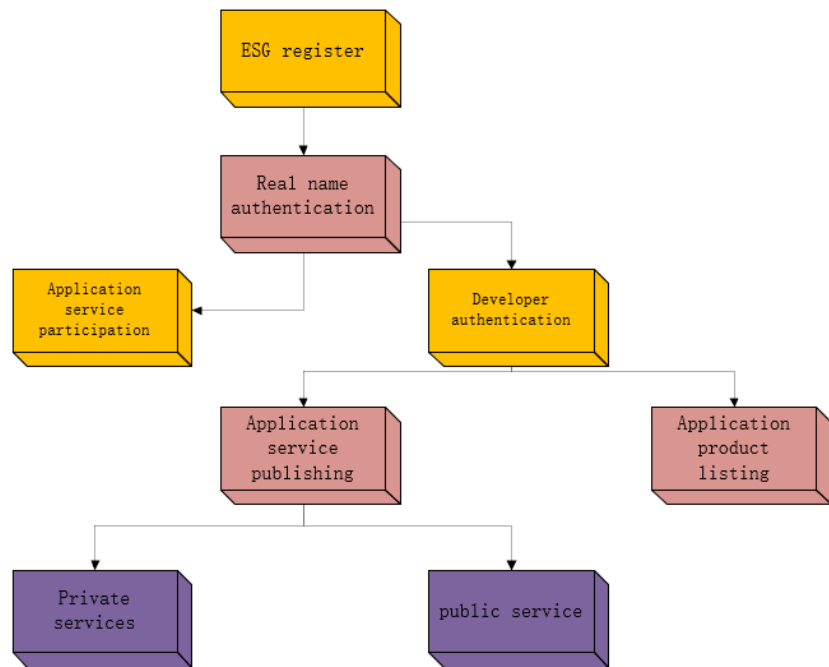 ESG register
Real name
authentication
Application
service
participation
Developer
authentication
Application
service
publishing
Application
product
listing
Private
services
public service